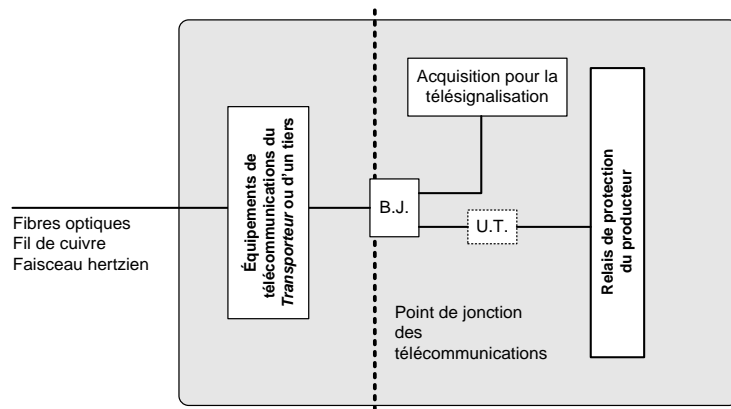 Acquisition pour la
télésignalisation
Équipements de
télécommunications du
Transporteur ou d'un tiers
B.J.
U.T.
Relais de protection
du producteur
Fibres optiques
Fil de cuivre
Faisceau hertzien
Point de jonction
des
télécommunications